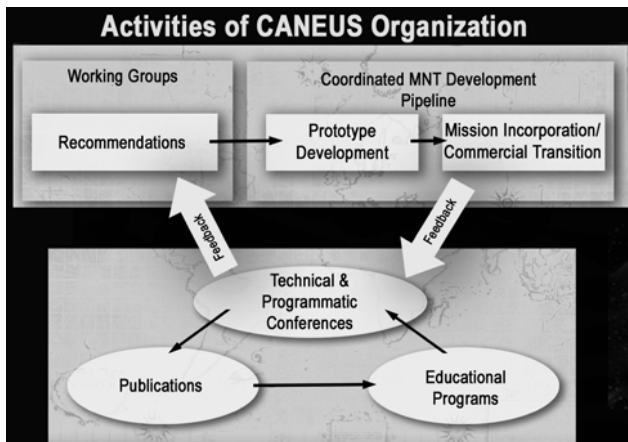 Activities of CANEUS Organization
Working Groups
Recommendations
Coordinated MNT Development
Pipeline
Prototype
Development
Mission Incorporation/
Commercial Transition
Feedback
Feedback
Technical &
Programmatic
Conferences
Publications
Educational
Programs